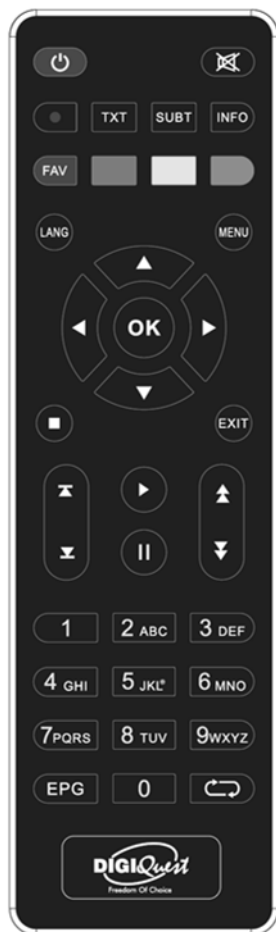 TXT SUBT INFO
FAV
LANG MENU
OK
EXIT
1 2 ABC 3 DEF
4 GHI 5 JKL* 6 MNO
7PQRS 8 TUV 9WXYZ
EPG 0
DIGIQuest
Freedom Of Choice